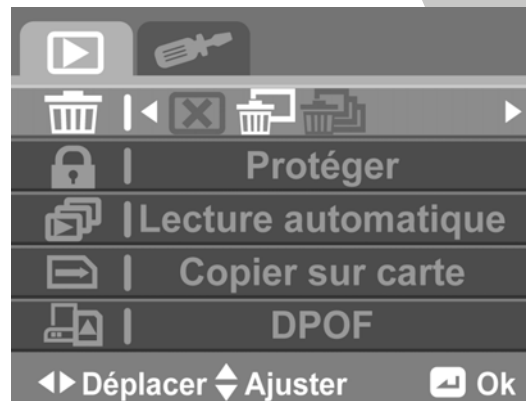 Protéger
Lecture automatique
Copier sur carte
DPOF
Déplacer Ajuster Ok